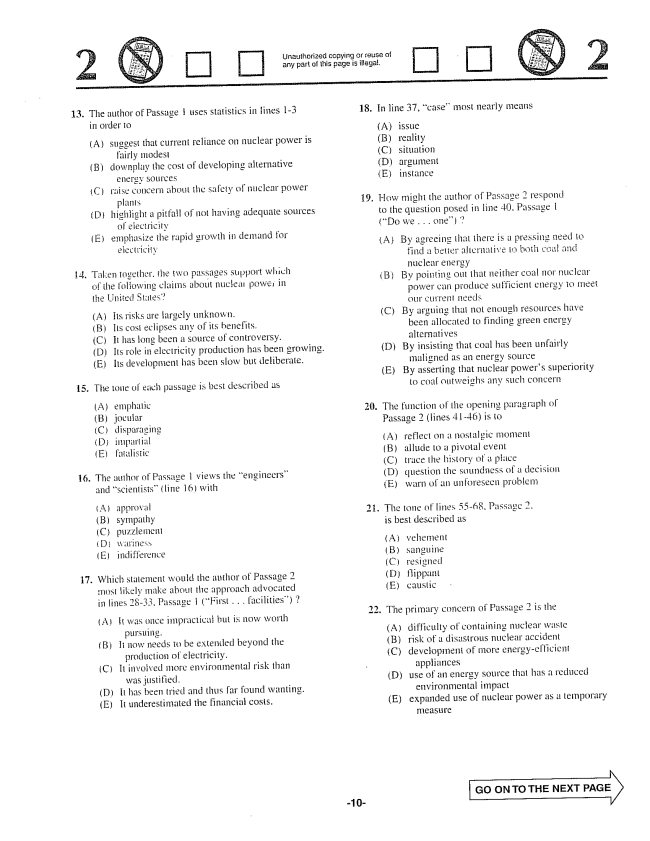 2
Unauthorized copying or reuse of
any part of this page is illegal.
2
13. The author of Passage 1 uses statistics in lines 1-3
in order to
(A) suggest that current reliance on nuclear power is
fairly modest
(B) downplay the cost of developing alternative
energy sources
(C) raise concern about the safety of nuclear power
plants
(D) highlight a pitfall of not having adequate sources
of electricity
(E) emphasize the rapid growth in demand for
electricity
14. Taken together, the two passages support which
of the following claims about nuclear power in
the United States?
(A) Its risks are largely unknown.
(B) Its cost eclipses any of its benefits.
(C) It has long been a source of controversy.
(D) Its role in electricity production has been growing.
(E) Its development has been slow but deliberate.
15. The tone of each passage is best described as
(A) emphatic
(B) jocular
(C) disparaging
(D) impartial
(E) fatalistic
16. The author of Passage 1 views the "engineers"
and "scientists" (line 16) with
(A) approval
(B) sympathy
(C) puzzlement
(D) wariness
(E) indifference
17. Which statement would the author of Passage 2
most likely make about the approach advocated
in lines 28-33, Passage 1 ("First . . . facilities") ?
(A) It was once impractical but is now worth
pursuing.
(B) It now needs to be extended beyond the
production of electricity.
(C) It involved more environmental risk than
was justified.
(D) It has been tried and thus far found wanting.
(E) It underestimated the financial costs.
18. In line 37, "case" most nearly means
(A) issue
(B) reality
(C) situation
(D) argument
(E) instance
19. How might the author of Passage 2 respond
to the question posed in line 40, Passage 1
("Do we . . . one") ?
(A) By agreeing that there is a pressing need to
find a better alternative to both coal and
nuclear energy
(B) By pointing out that neither coal nor nuclear
power can produce sufficient energy to meet
our current needs
(C) By arguing that not enough resources have
been allocated to finding green energy
alternatives
(D) By insisting that coal has been unfairly
maligned as an energy source
(E) By asserting that nuclear power's superiority
to coal outweighs any such concern
20. The function of the opening paragraph of
Passage 2 (lines 41-46) is to
(A) reflect on a nostalgic moment
(B) allude to a pivotal event
(C) trace the history of a place
(D) question the soundness of a decision
(E) warn of an unforeseen problem
21. The tone of lines 55-68, Passage 2,
is best described as
(A) vehement
(B) sanguine
(C) resigned
(D) flippant
(E) caustic
22. The primary concern of Passage 2 is the
(A) difficulty of containing nuclear waste
(B) risk of a disastrous nuclear accident
(C) development of more energy-efficient
appliances
(D) use of an energy source that has a reduced
environmental impact
(E) expanded use of nuclear power as a temporary
measure
GO ON TO THE NEXT PAGE
-10-